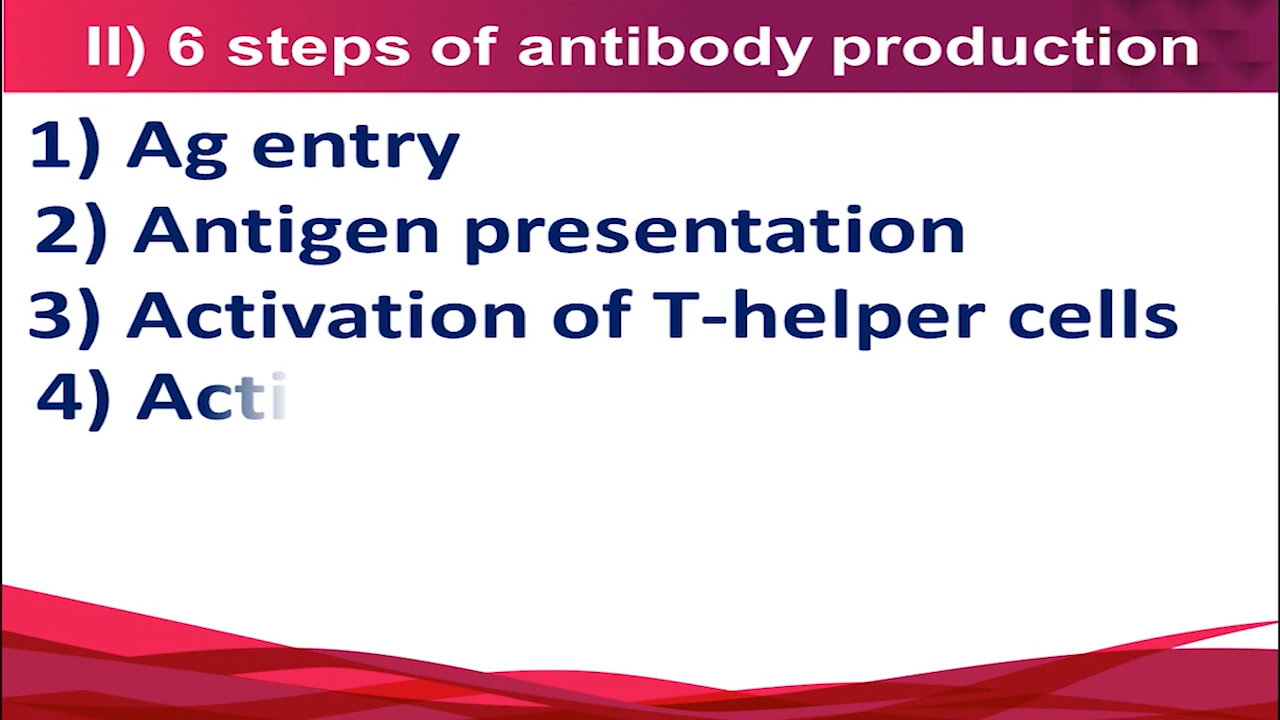 II) 6 steps of antibody production
1) Ag entry
2) Antigen presentation
3) Activation of T-helper cells
4) Acti